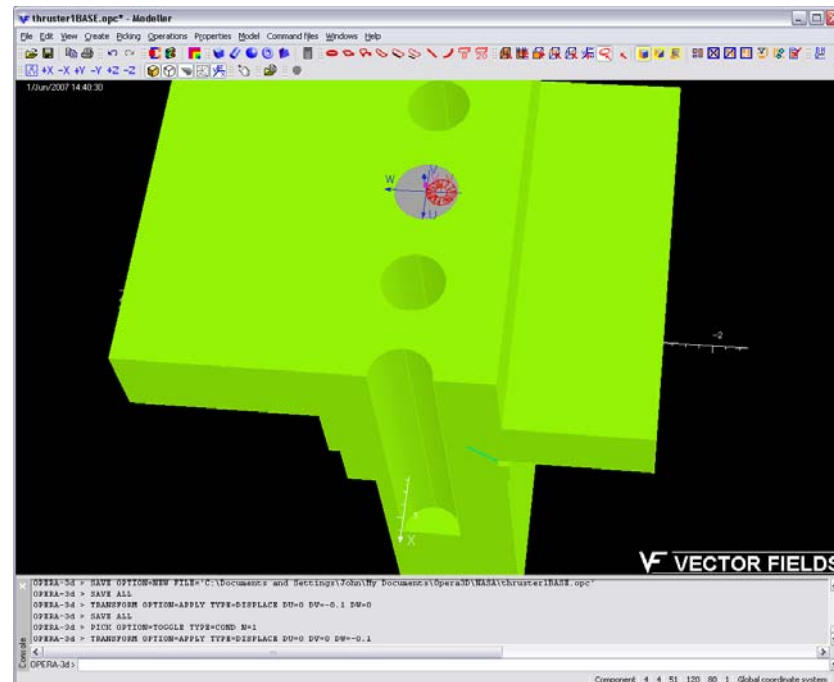 thruster1BASE.opc* - Modeller
File Edit View Create Picking Operations Properties Model Command files Windows Help
+X -X +Y -Y +Z -Z
1/Jun/2007 14:40:30
V
W
U
-2
X
VF VECTOR FIELDS
OPERA-3d > SAVE OPTION=NEW FILE='C:\Documents and Settings\John\My Documents\Opera3D\NASA\thruster1BASE.opc'
OPERA-3d > SAVE ALL
OPERA-3d > TRANSFORM OPTION=APPLY TYPE=DISPLACE DU=0 DV=-0.1 DW=0
OPERA-3d > SAVE ALL
OPERA-3d > PICK OPTION=TOGGLE TYPE=COND N=1
OPERA-3d > TRANSFORM OPTION=APPLY TYPE=DISPLACE DU=0 DV=0 DW=-0.1
Console
OPERA-3d >
Component 4 4 51 120 80 1 Global coordinate system